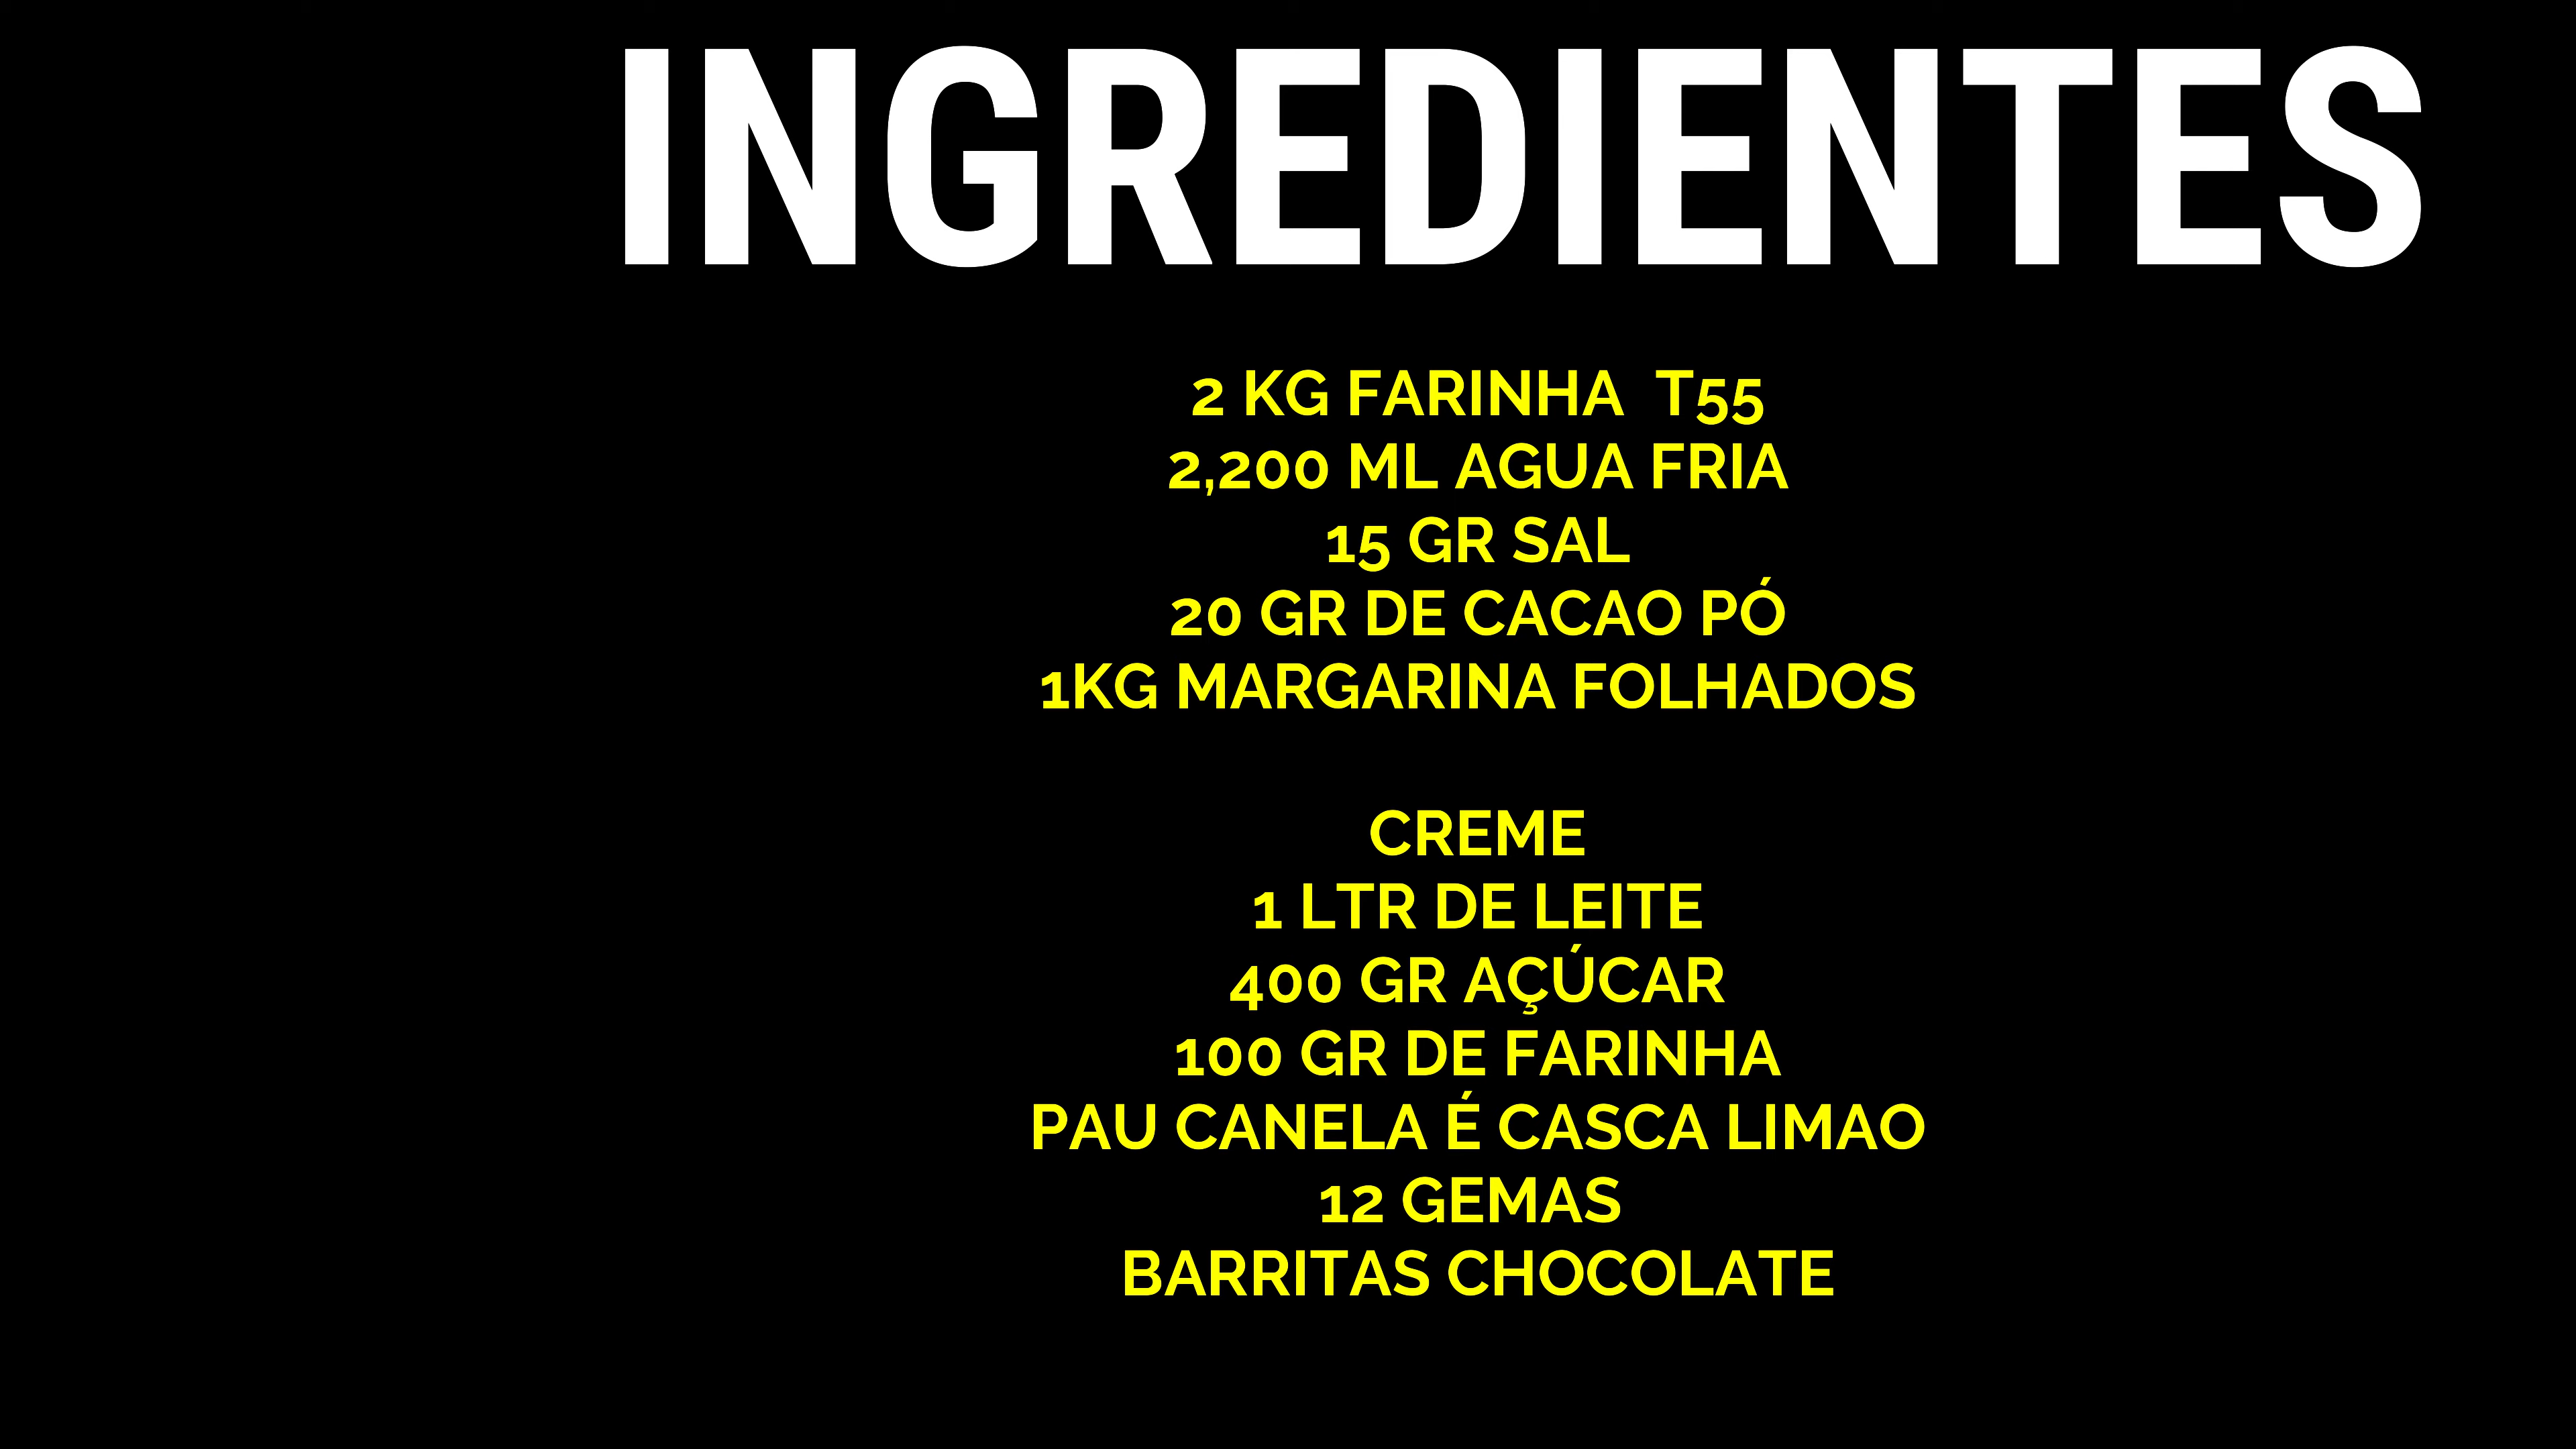 INGREDIENTES
2 KG FARINHA  T55
2,200 ML AGUA FRIA
15 GR SAL
20 GR DE CACAO PÓ
1KG MARGARINA FOLHADOS
CREME
1 LTR DE LEITE
400 GR AÇÚCAR
100 GR DE FARINHA
PAU CANELA É CASCA LIMAO
12 GEMAS
BARRITAS CHOCOLATE